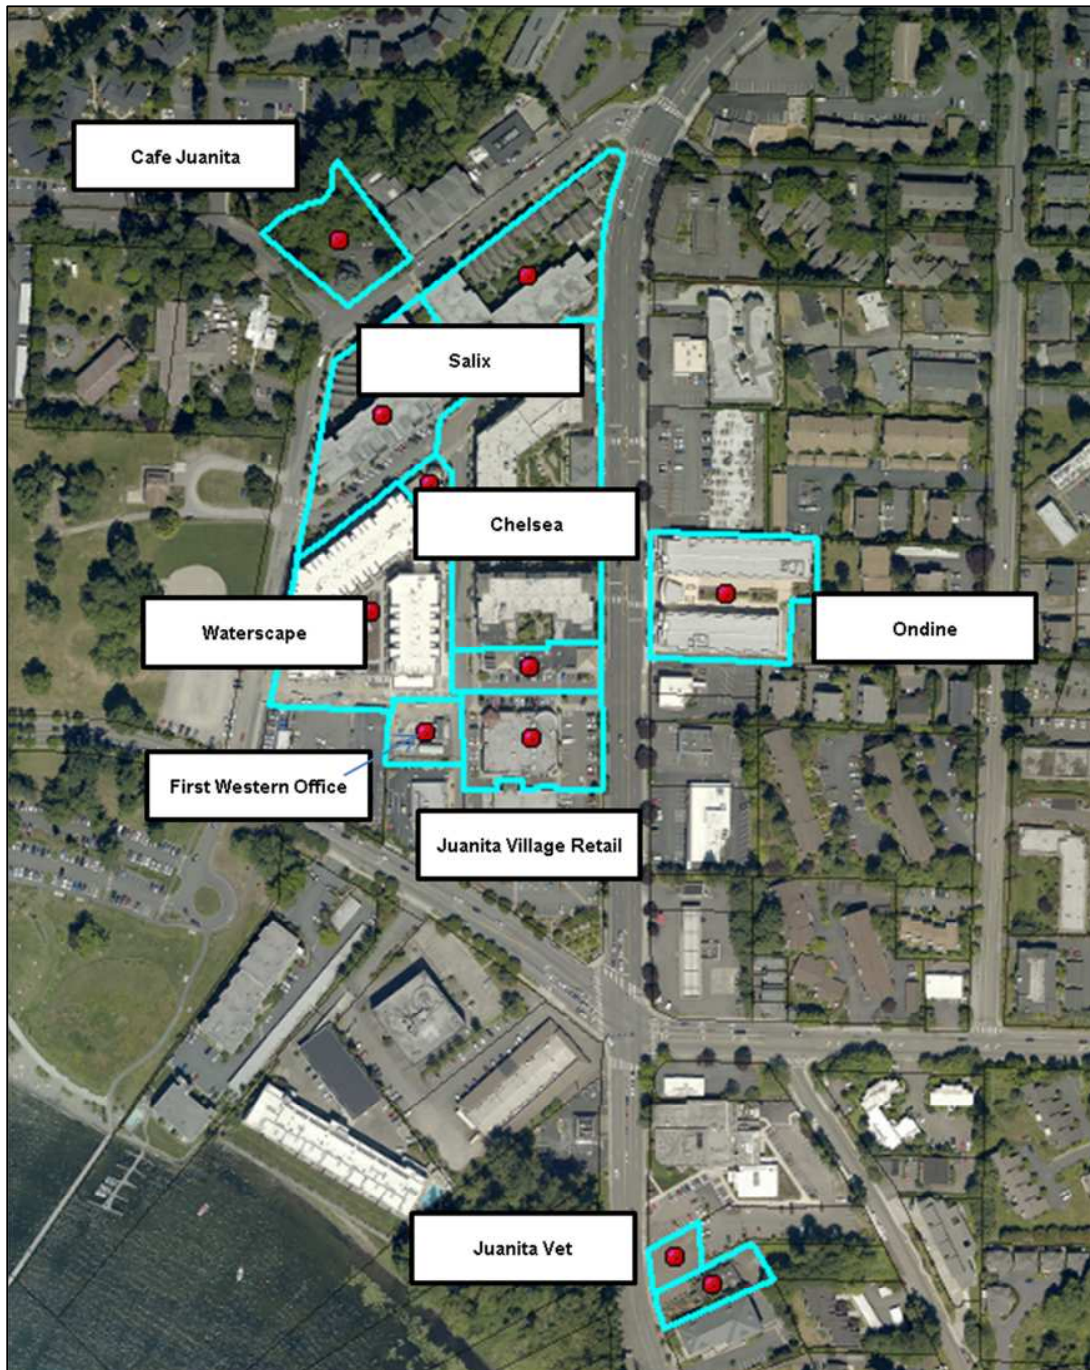 Cafe Juanita
Salix
Chelsea
Waterscape
Ondine
First Western Office
Juanita Village Retail
Juanita Vet